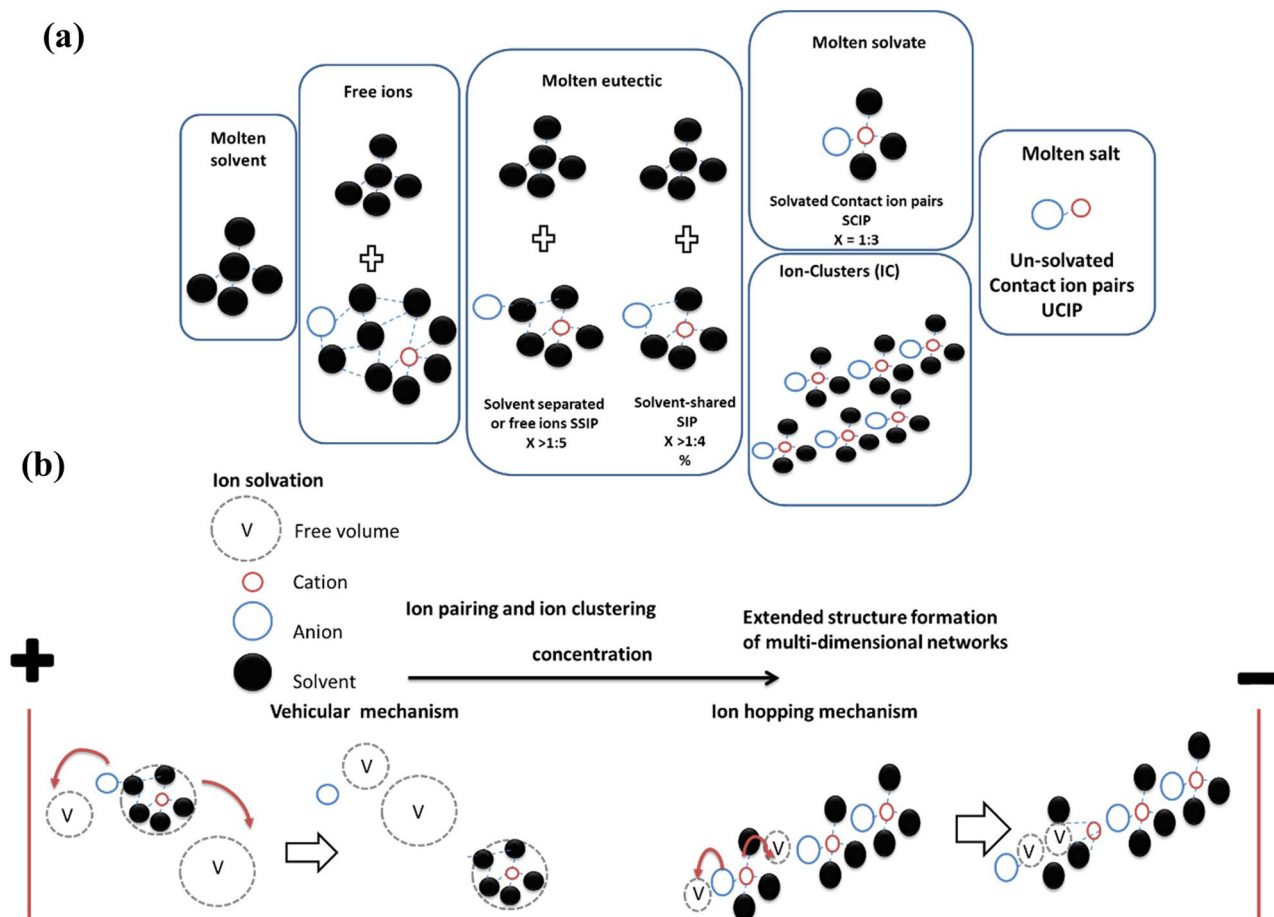 (a)
Molten
solvent
Free ions
Molten eutectic
Solvent separated
or free ions SSIP
X >1:5
Solvent-shared
SIP
X >1:4
%
Molten solvate
Solvated Contact ion pairs
SCIP
X = 1:3
Ion-Clusters (IC)
Molten salt
Un-solvated
Contact ion pairs
UCIP
(b)
Ion solvation
V
Free volume
Cation
Anion
Solvent
Ion pairing and ion clustering
concentration
Extended structure formation
of multi-dimensional networks
Vehicular mechanism
Ion hopping mechanism
V
V
V
V
V
V
V
V